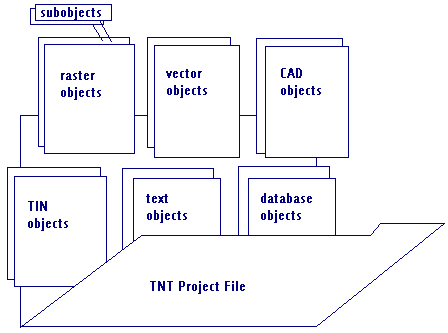 subobjects
raster
objects
vector
objects
CAD
objects
TIN
objects
text
objects
database
objects
TNT Project File